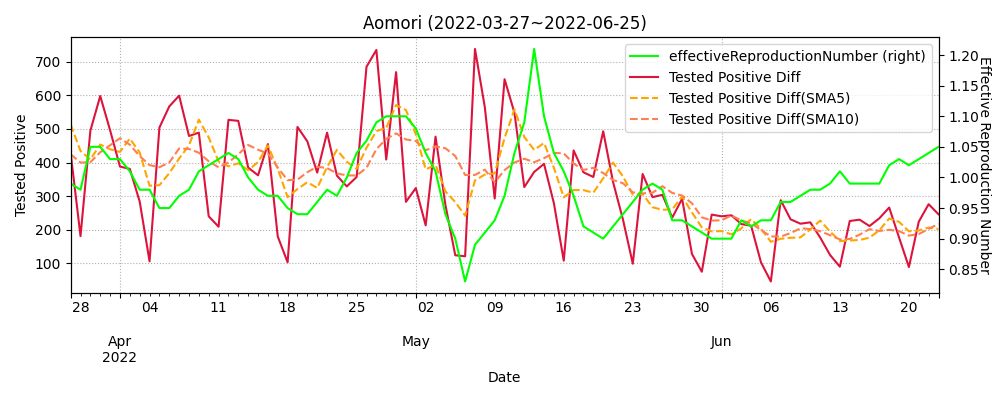 Aomori (2022-03-27~2022-06-25)
effectiveReproductionNumber (right)
Tested Positive Diff
Tested Positive Diff(SMA5)
Tested Positive Diff(SMA10)
Tested Positive
700
600
500
400
300
200
100
1.20
1.15
1.10
1.05
1.00
0.95
0.90
0.85
Effective Reproduction Number
28 04 11 18 25 02 09 16 23 30 06 13 20
Apr May Jun
2022
Date